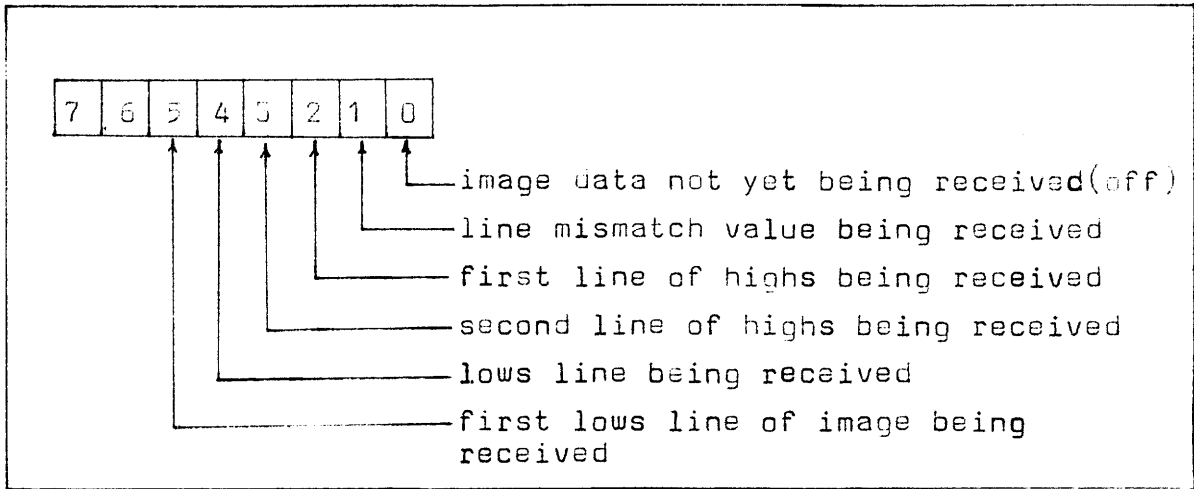 7 6 5 4 3 2 1 0
image data not yet being received(off)
line mismatch value being received
first line of highs being received
second line of highs being received
lows line being received
first lows line of image being
received